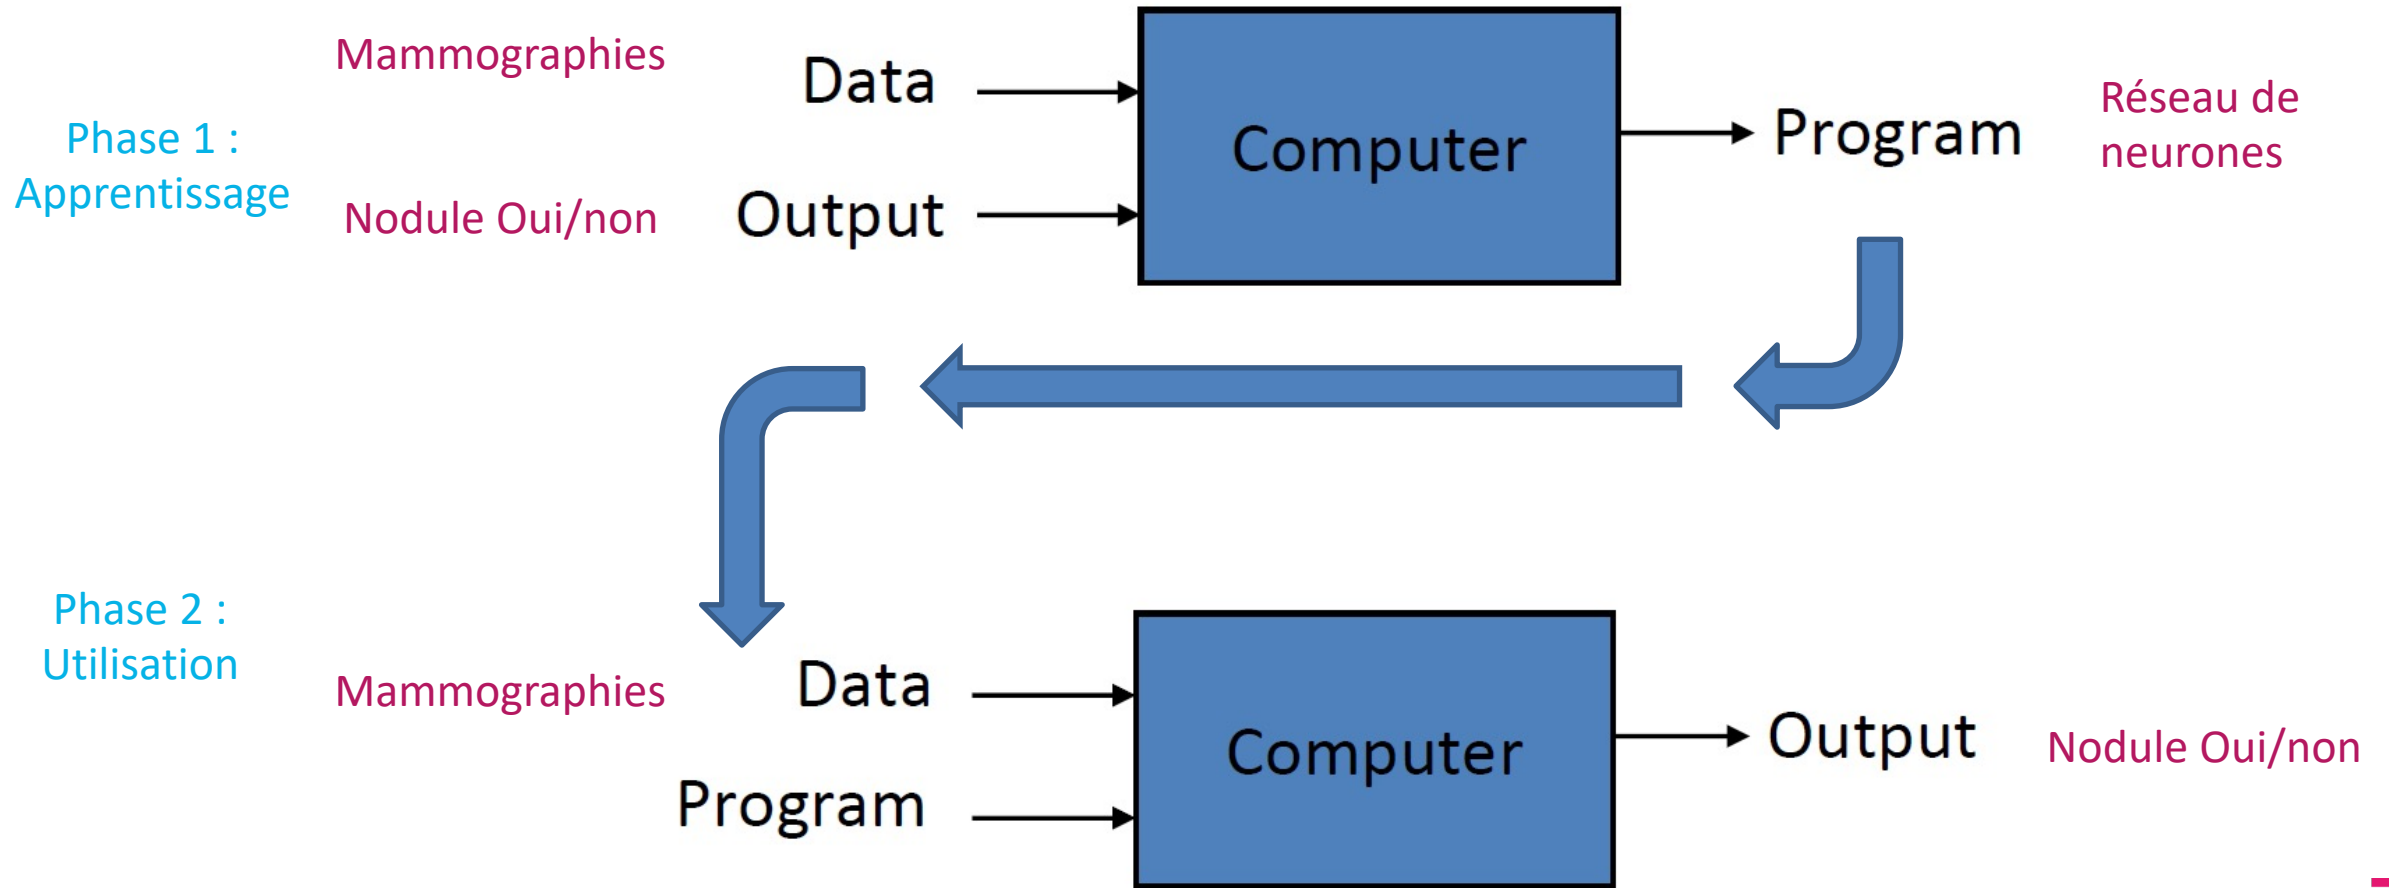 Mammographies
Data
Phase 1 :
Apprentissage
Nodule Oui/non
Output
Computer
Program
Réseau de
neurones
Phase 2 :
Utilisation
Mammographies
Data
Program
Computer
Output
Nodule Oui/non